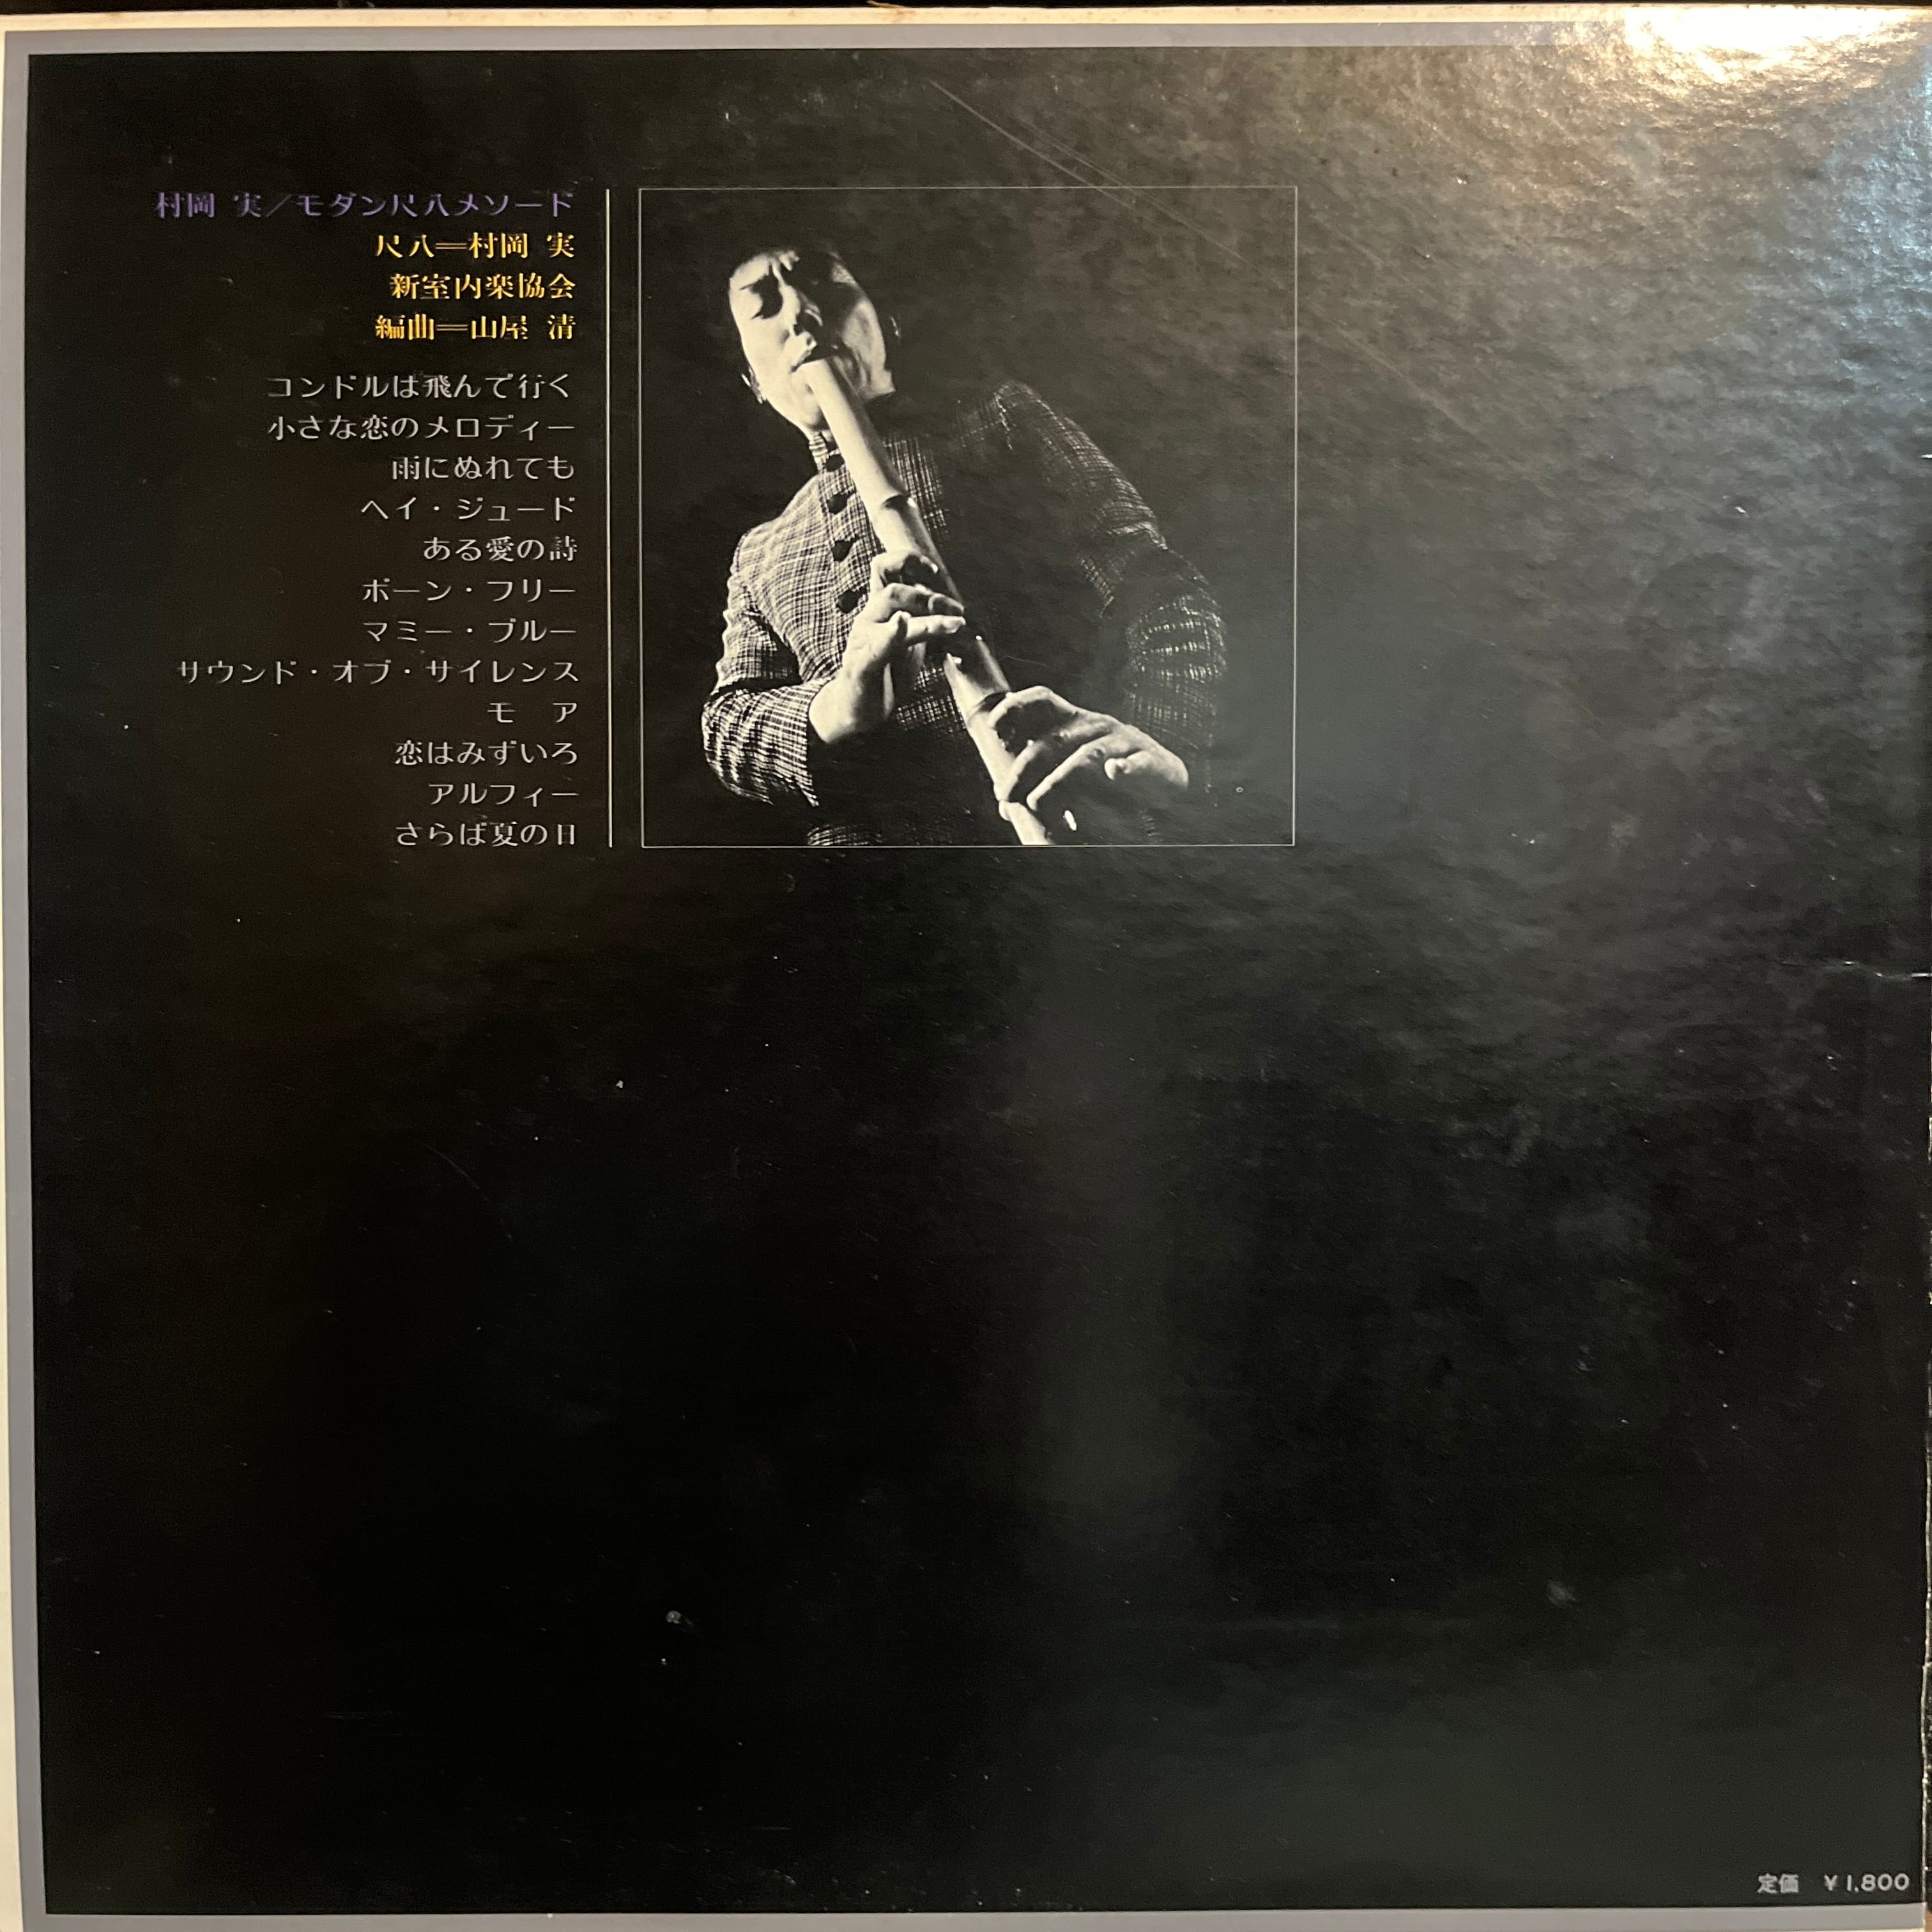 村岡 実／モダン尺八メソード
尺八＝村岡 実
新室内楽協会
編曲＝山屋 清
コンドルは飛んで行く
小さな恋のメロディー
雨にぬれても
ヘイ・ジュード
ある愛の詩
ボーン・フリー
マミー・ブルー
サウンド・オブ・サイレンス
モ ア
恋はみずいろ
アルフィー
さらば夏の日
定価 ￥1,800